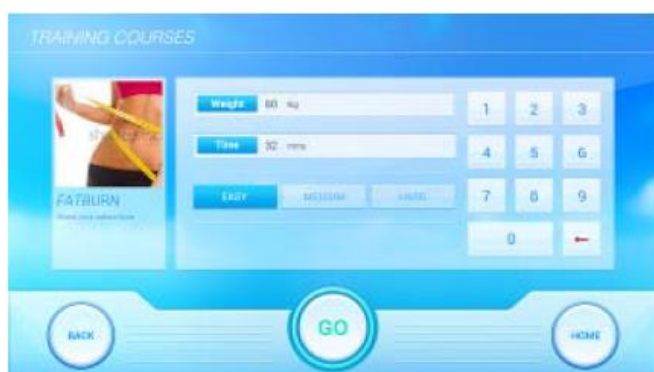 TRAINING COURSES
FATBURN
Weight 60 kg
Time 32 mins
EASY MEDIUM HARD
1 2 3
4 5 6
7 8 9
0
BACK
GO
HOME